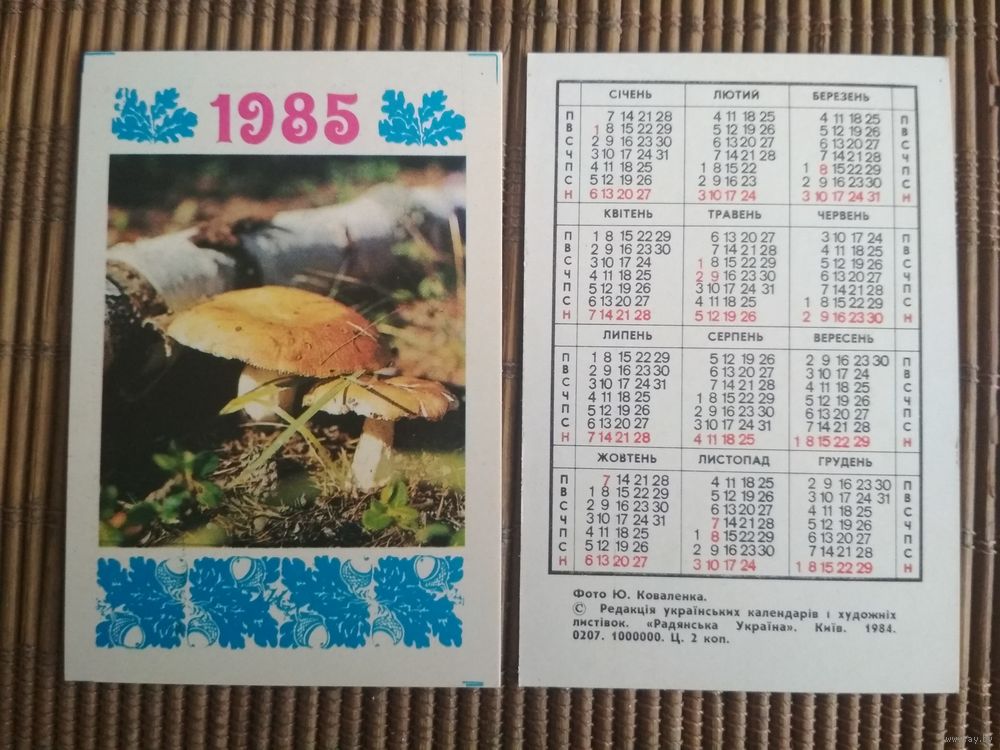 1985
СІЧЕНЬ ЛЮТИЙ БЕРЕЗЕНЬ
П 7 14 21 28 4 11 18 25 4 11 18 25 П
В 1 8 15 22 29 5 12 19 26 5 12 19 26 В
С 2 9 16 23 30 6 13 20 27 6 13 20 27 С
Ч 3 10 17 24 31 7 14 21 28 7 14 21 28 Ч
П 4 11 18 25 1 8 15 22 1 8 15 22 29 П
С 5 12 19 26 2 9 16 23 2 9 16 23 30 С
Н 6 13 20 27 3 10 17 24 3 10 17 24 31 Н
КВІТЕНЬ ТРАВЕНЬ ЧЕРВЕНЬ
П 1 8 15 22 29 6 13 20 27 3 10 17 24 П
В 2 9 16 23 30 7 14 21 28 4 11 18 25 В
С 3 10 17 24 1 8 15 22 29 5 12 19 26 С
Ч 4 11 18 25 2 9 16 23 30 6 13 20 27 Ч
П 5 12 19 26 3 10 17 24 31 7 14 21 28 П
С 6 13 20 27 4 11 18 25 1 8 15 22 29 С
Н 7 14 21 28 5 12 19 26 2 9 16 23 30 Н
ЛИПЕНЬ СЕРПЕНЬ ВЕРЕСЕНЬ
П 1 8 15 22 29 5 12 19 26 2 9 16 23 30 П
В 2 9 16 23 30 6 13 20 27 3 10 17 24 В
С 3 10 17 24 31 7 14 21 28 4 11 18 25 С
Ч 4 11 18 25 1 8 15 22 29 5 12 19 26 Ч
П 5 12 19 26 2 9 16 23 30 6 13 20 27 П
С 6 13 20 27 3 10 17 24 31 7 14 21 28 С
Н 7 14 21 28 4 11 18 25 1 8 15 22 29 Н
ЖОВТЕНЬ ЛИСТОПАД ГРУДЕНЬ
П 7 14 21 28 4 11 18 25 2 9 16 23 30 П
В 1 8 15 22 29 5 12 19 26 3 10 17 24 31 В
С 2 9 16 23 30 6 13 20 27 4 11 18 25 С
Ч 3 10 17 24 31 7 14 21 28 5 12 19 26 Ч
П 4 11 18 25 1 8 15 22 29 6 13 20 27 П
С 5 12 19 26 2 9 16 23 30 7 14 21 28 С
Н 6 13 20 27 3 10 17 24 1 8 15 22 29 Н
Фото Ю. Коваленка.
© Редакція українських календарів і художніх
листівок. «Радянська Україна». Київ. 1984.
0207. 1000000. Ц. 2 коп.